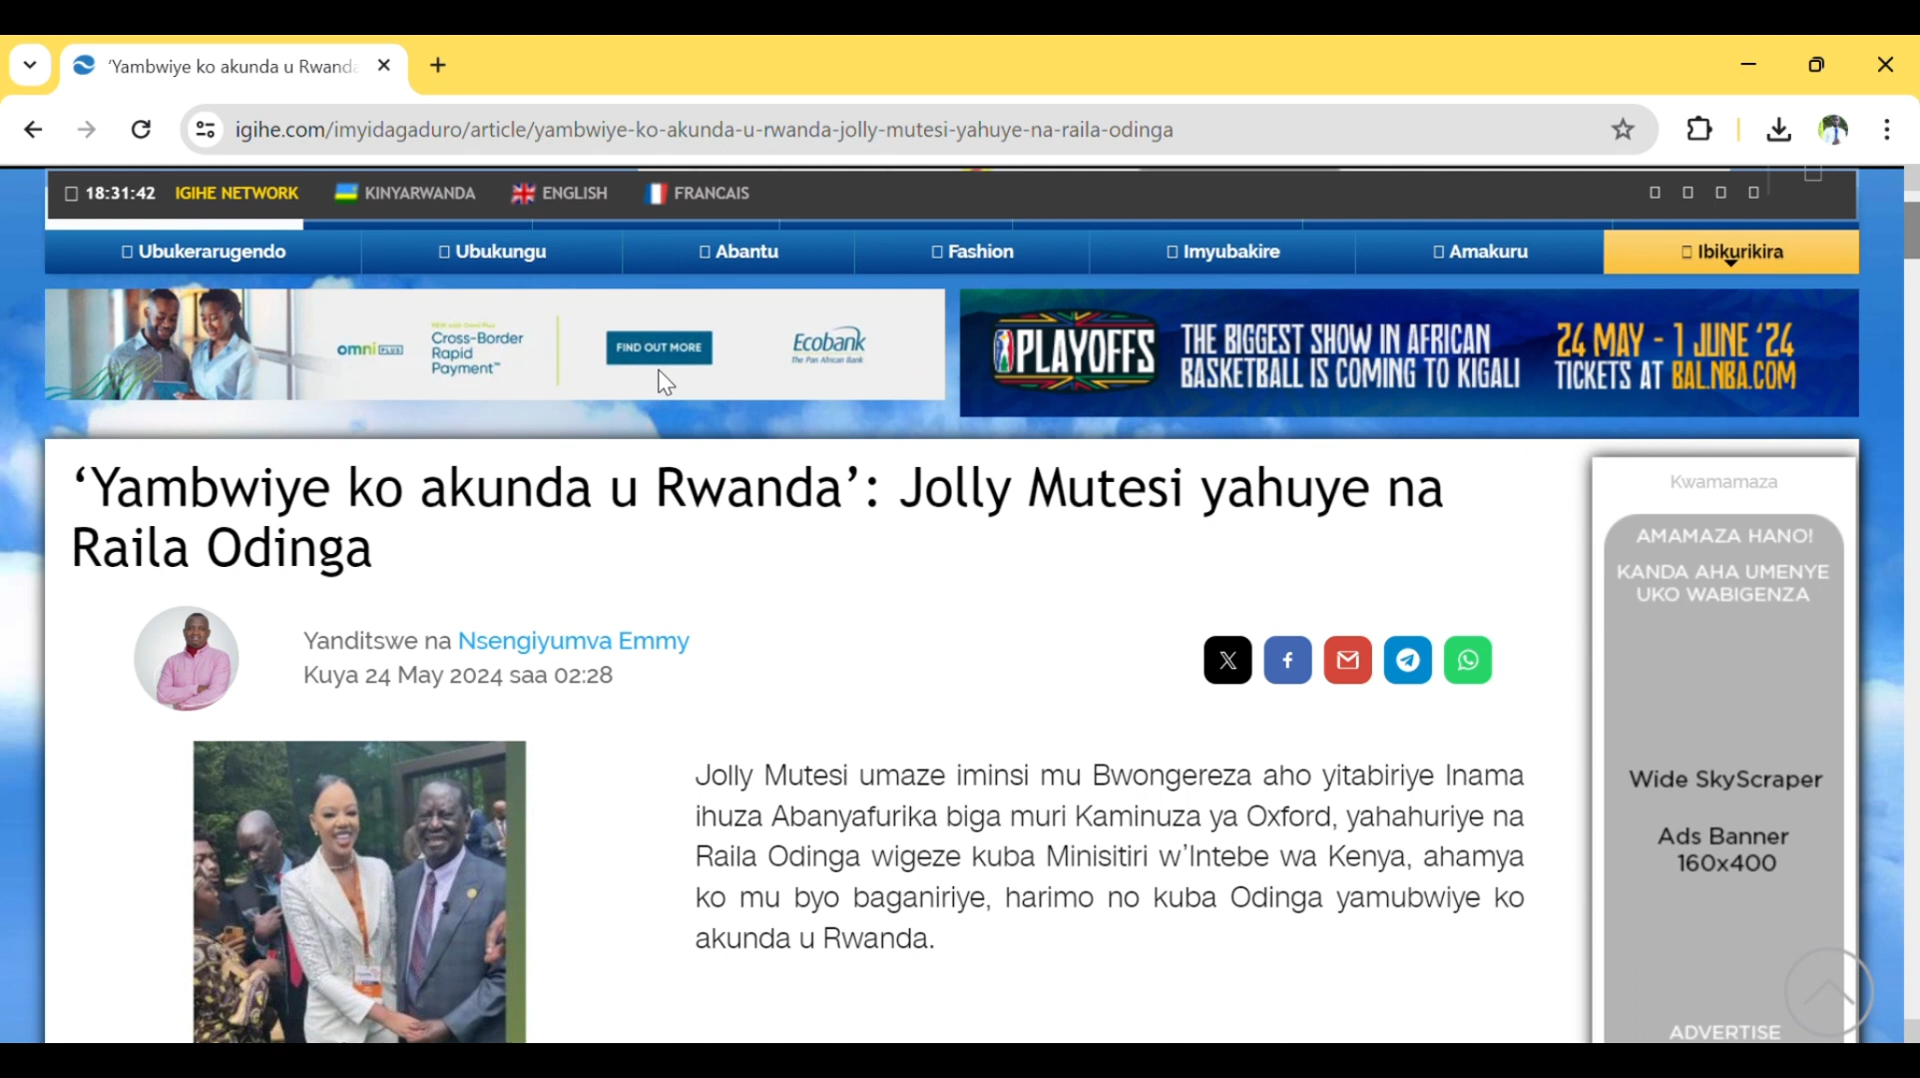 ‘Yambwiye ko akunda u Rwanda
igihe.com/imyidagaduro/article/yambwiye-ko-akunda-u-rwanda-jolly-mutesi-yahuye-na-raila-odinga
18:31:42 IGIHE NETWORK KINYARWANDA ENGLISH FRANCAIS
Ubukerarugendo Ubukungu Abantu Fashion Imyubakire Amakuru Ibikurikira
omni PLUS
Cross-Border
Rapid
Payment™
FIND OUT MORE
Ecobank
The Pan African Bank
PLAYOFFS
THE BIGGEST SHOW IN AFRICAN
BASKETBALL IS COMING TO KIGALI
24 MAY - 1 JUNE ‘24
TICKETS AT BAL.NBA.COM
‘Yambwiye ko akunda u Rwanda’: Jolly Mutesi yahuye na
Raila Odinga
Yanditswe na Nsengiyumva Emmy
Kuya 24 May 2024 saa 02:28
Jolly Mutesi umaze iminsi mu Bwongereza aho yitabiriye Inama
ihuza Abanyafurika biga muri Kaminuza ya Oxford, yahahuriye na
Raila Odinga wigeze kuba Minisitiri w’Intebe wa Kenya, ahamya
ko mu byo baganiriye, harimo no kuba Odinga yamubwiye ko
akunda u Rwanda.
Kwamamaza
AMAMAZA HANO!
KANDA AHA UMENYE
UKO WABIGENZA
Wide SkyScraper
Ads Banner
160x400
ADVERTISE